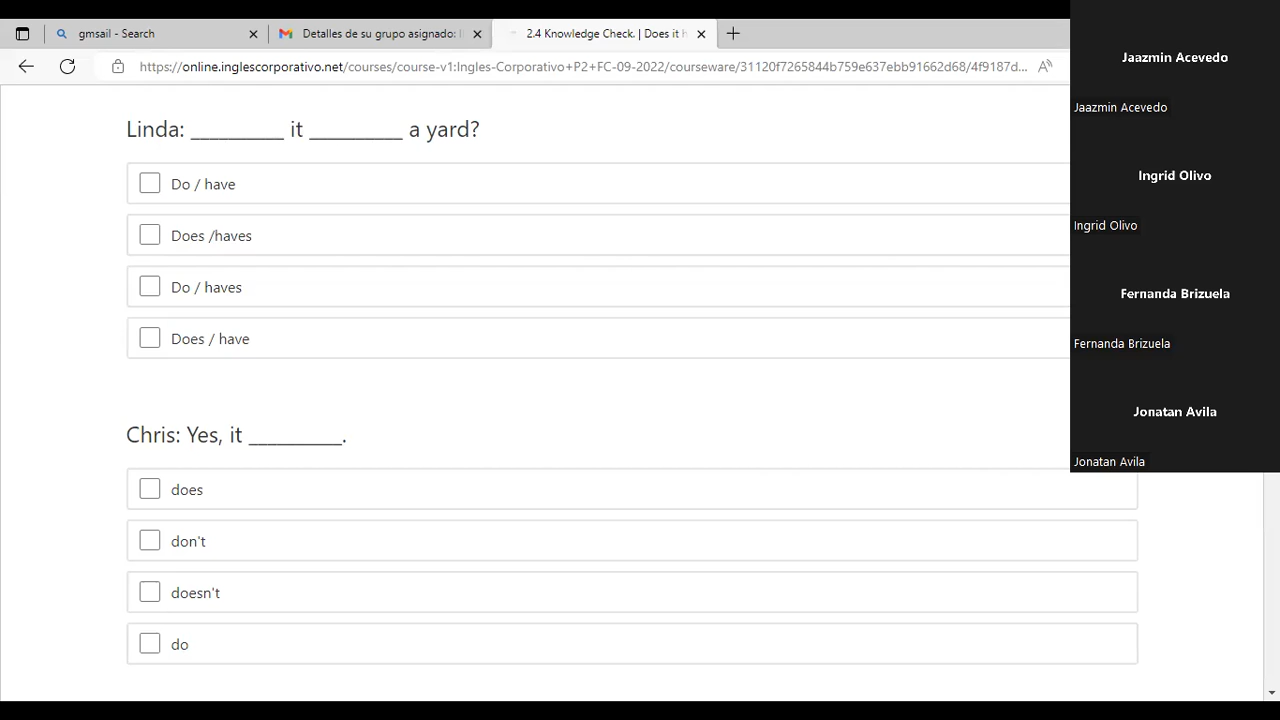 gmsail - Search
Detalles de su grupo asignado: I
2.4 Knowledge Check. | Does it H
https://online.inglescorporativo.net/courses/course-v1:Ingles-Corporativo+P2+FC-09-2022/courseware/31120f7265844b759e637ebb91662d68/4f9187d...
Linda: __________ it __________ a yard?
Do / have
Does /haves
Do / haves
Does / have
Chris: Yes, it __________.
does
don't
doesn't
do
Jaazmin Acevedo
Jaazmin Acevedo
Ingrid Olivo
Ingrid Olivo
Fernanda Brizuela
Fernanda Brizuela
Jonatan Avila
Jonatan Avila